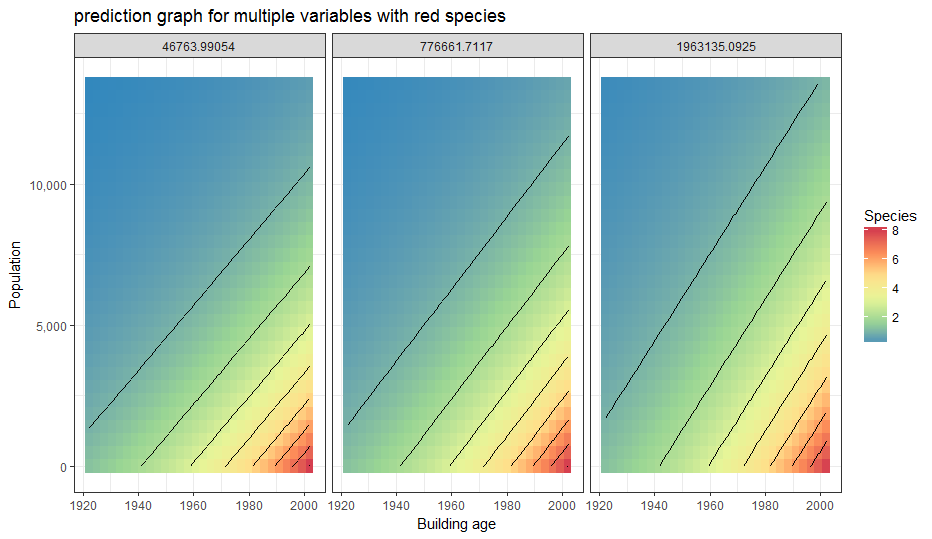 prediction graph for multiple variables with red species
46763.99054 776661.7117 1963135.0925
Species
8
6
4
2
10,000
5,000
0
Population
1920 1940 1960 1980 2000 1920 1940 1960 1980 2000 1920 1940 1960 1980 2000
Building age